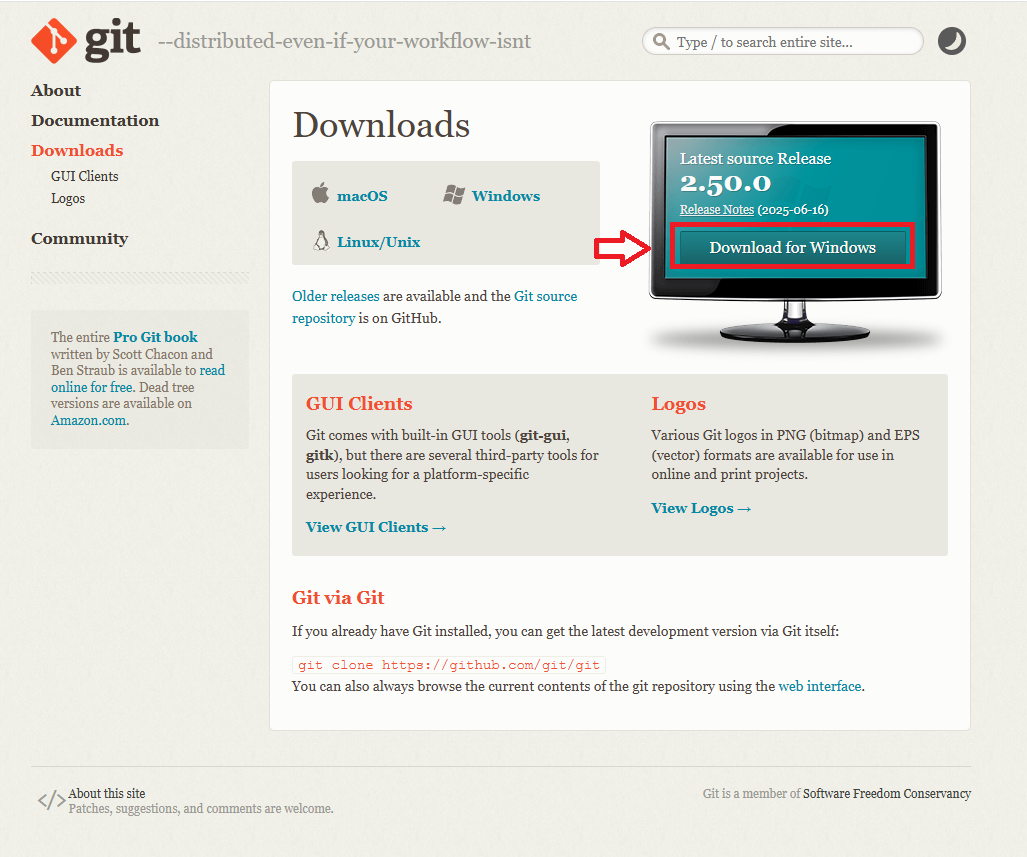 git --distributed-even-if-your-workflow-isnt
Type / to search entire site...
About
Documentation
Downloads
GUI Clients
Logos
Community
The entire Pro Git book
written by Scott Chacon and
Ben Straub is available to read
online for free. Dead tree
versions are available on
Amazon.com.
Downloads
macOS
Windows
Linux/Unix
Older releases are available and the Git source
repository is on GitHub.
Latest source Release
2.50.0
Release Notes (2025-06-16)
Download for Windows
GUI Clients
Git comes with built-in GUI tools (git-gui,
gitk), but there are several third-party tools for
users looking for a platform-specific
experience.
View GUI Clients →
Logos
Various Git logos in PNG (bitmap) and EPS
(vector) formats are available for use in
online and print projects.
View Logos →
Git via Git
If you already have Git installed, you can get the latest development version via Git itself:
git clone https://github.com/git/git
You can also always browse the current contents of the git repository using the web interface.
</> About this site
Patches, suggestions, and comments are welcome.
Git is a member of Software Freedom Conservancy